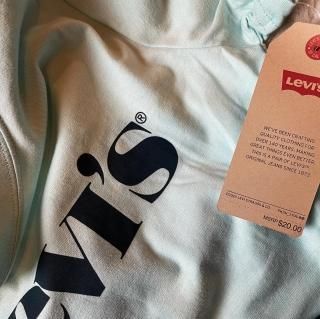 EVI'S®
LEVI'S
WE'VE BEEN CRAFTING
QUALITY CLOTHING FOR
OVER 140 YEARS, MAKING
GREAT THINGS EVEN BETTER.
THIS IS A PAIR OF LEVI'S®
ORIGINAL JEANS SINCE 1873.
MSRP $20.00